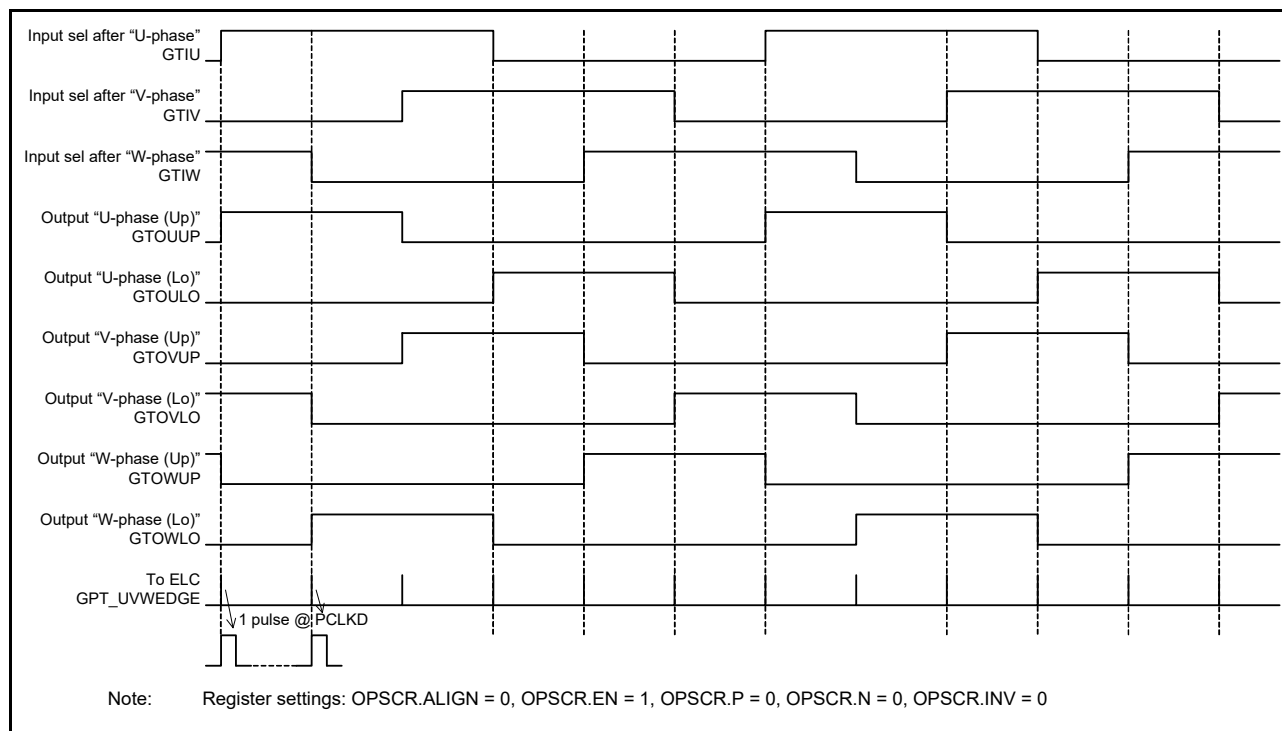 Input sel after “U-phase”
GTIU
Input sel after “V-phase”
GTIV
Input sel after “W-phase”
GTIW
Output “U-phase (Up)”
GTOUUP
Output “U-phase (Lo)”
GTOULO
Output “V-phase (Up)”
GTOVUP
Output “V-phase (Lo)”
GTOVLO
Output “W-phase (Up)”
GTOWUP
Output “W-phase (Lo)”
GTOWLO
To ELC
GPT_UVWEDGE
1 pulse @ PCLKD
Note: Register settings: OPSCR.ALIGN = 0, OPSCR.EN = 1, OPSCR.P = 0, OPSCR.N = 0, OPSCR.INV = 0